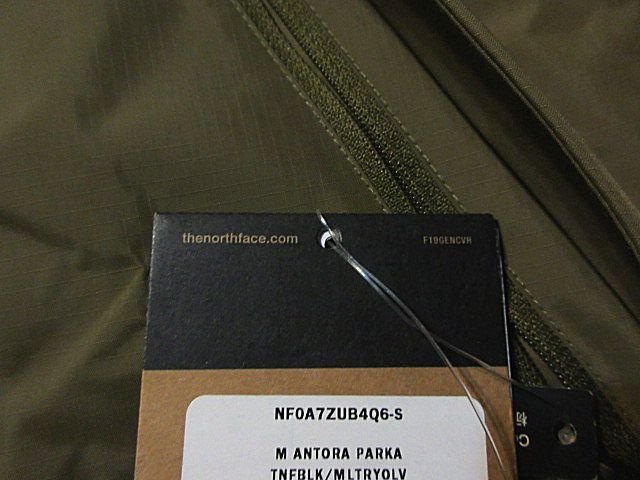 thenorthface.com
F19GENCVR
NF0A7ZUB4Q6-S
M ANTORA PARKA
TNFBLK/MLTRYOLV